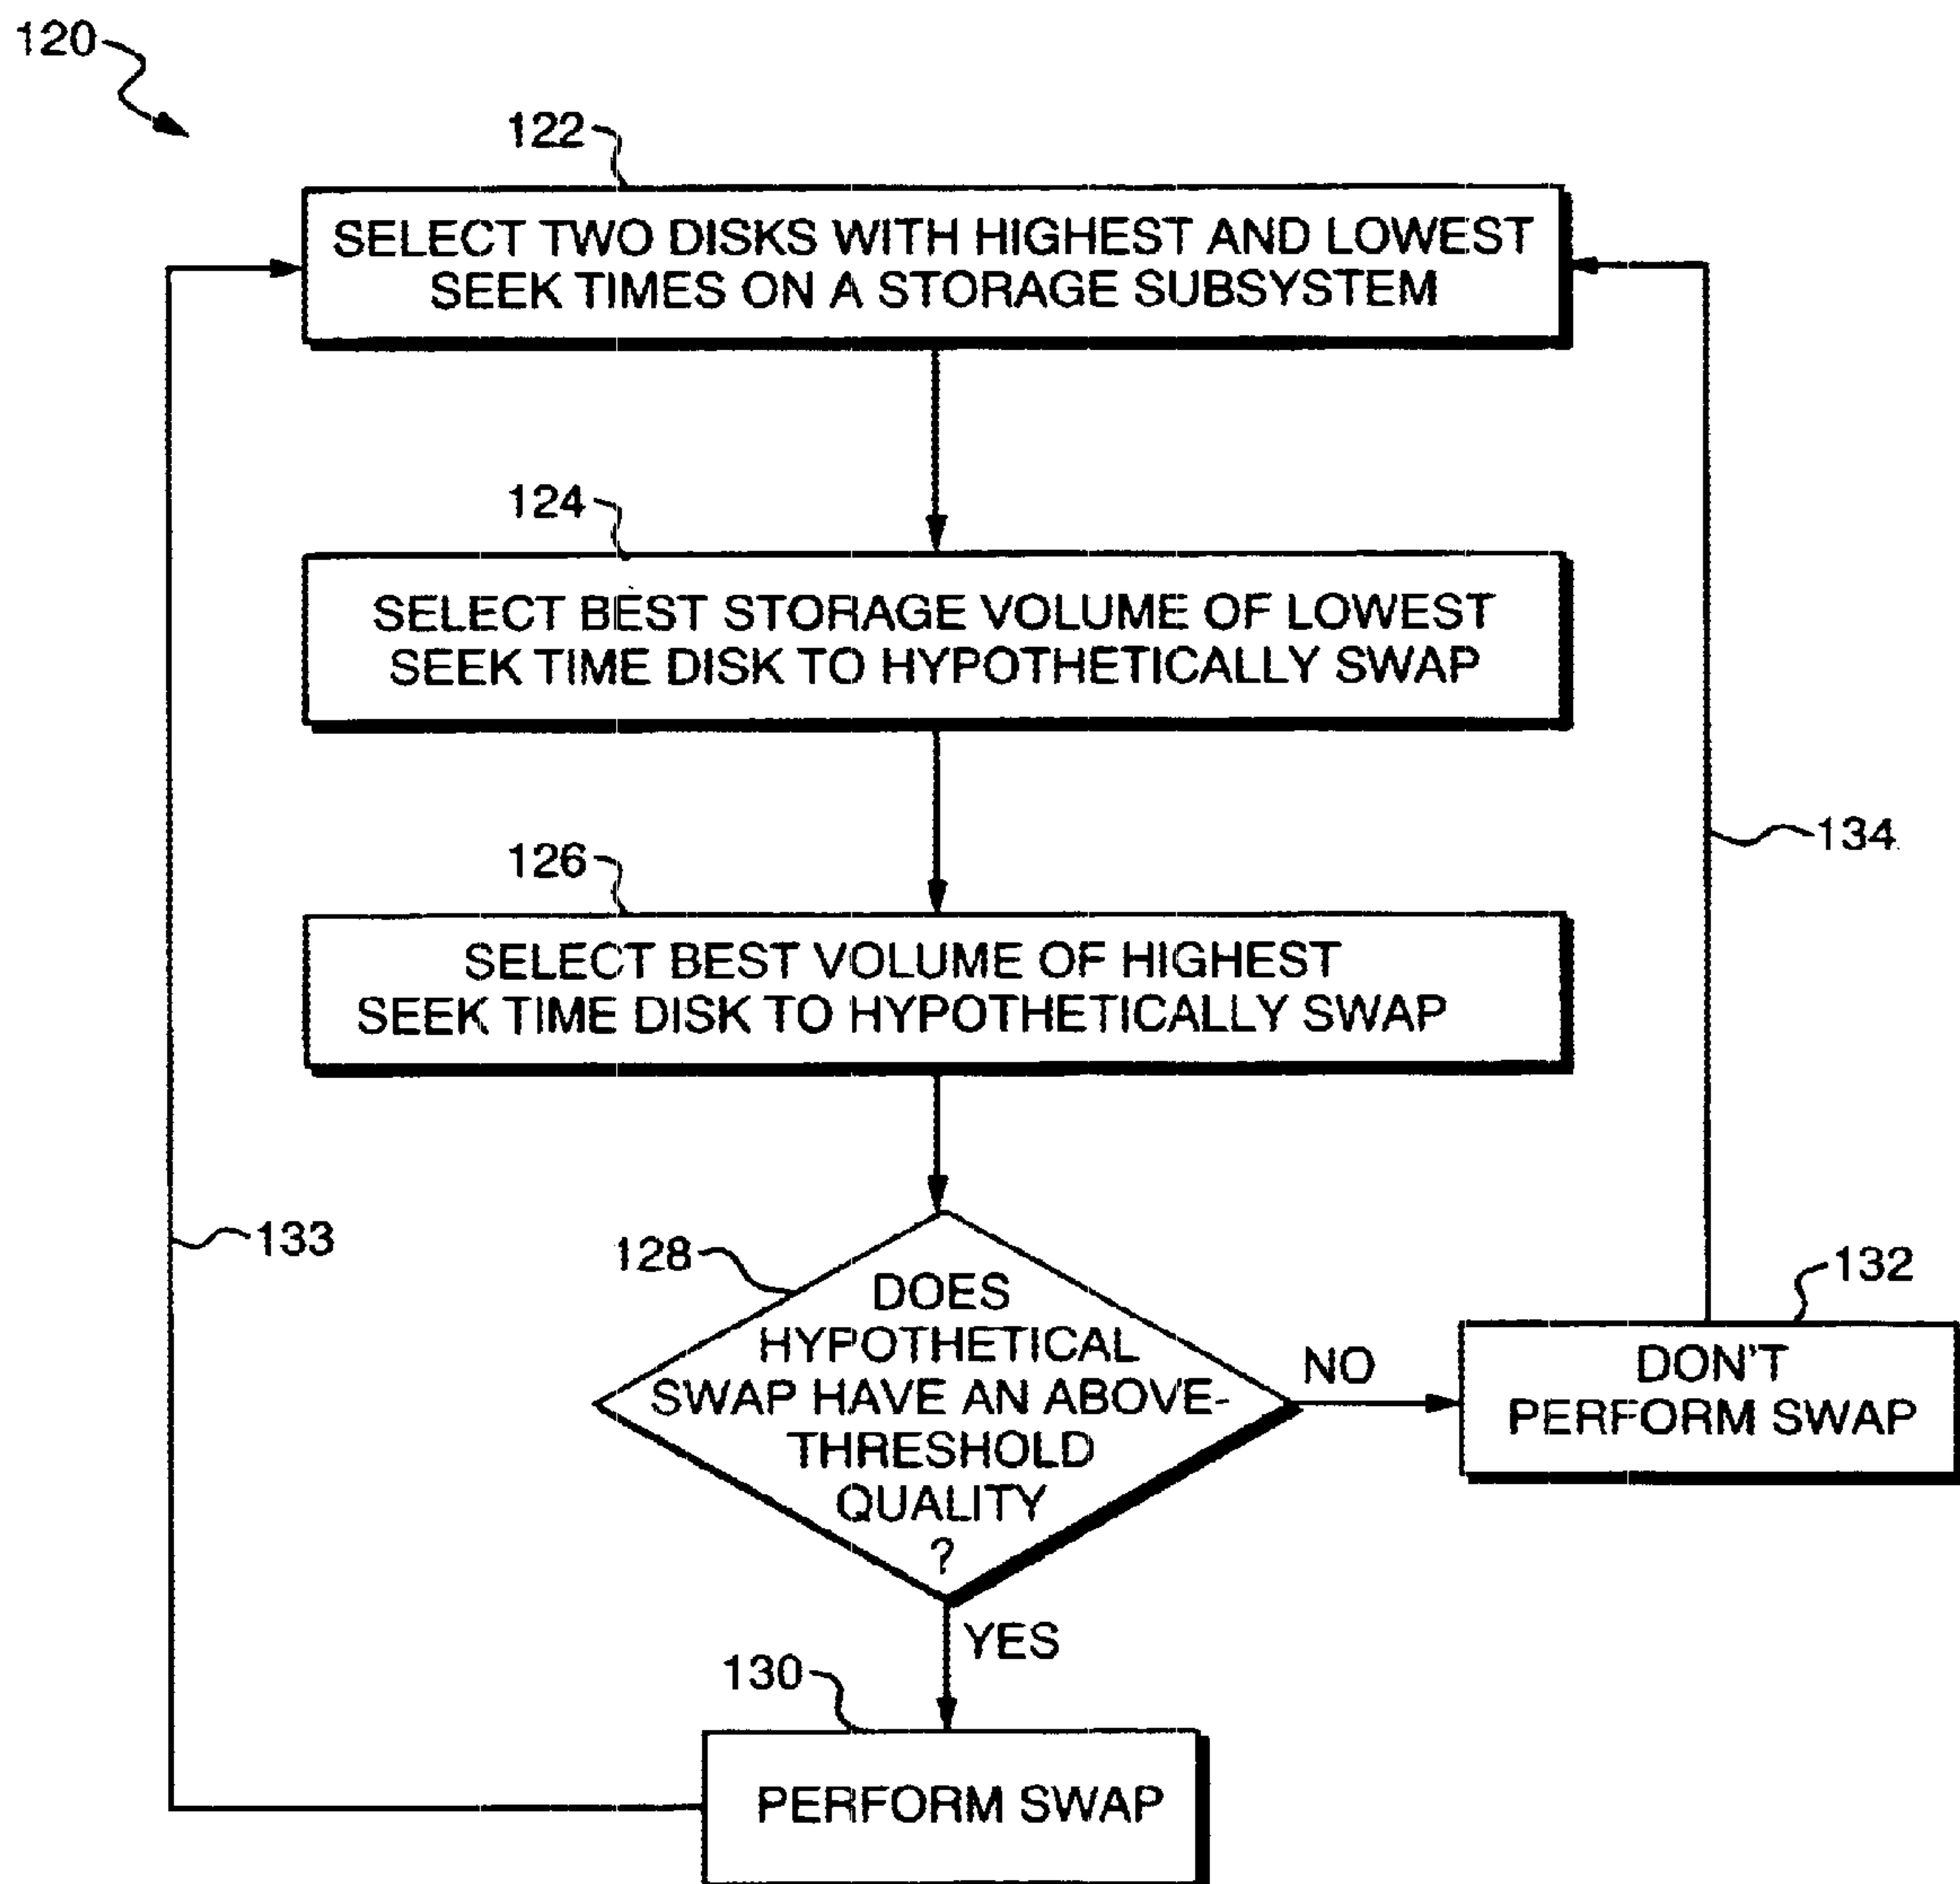 120
122
SELECT TWO DISKS WITH HIGHEST AND LOWEST
SEEK TIMES ON A STORAGE SUBSYSTEM
124
SELECT BEST STORAGE VOLUME OF LOWEST
SEEK TIME DISK TO HYPOTHETICALLY SWAP
134
126
SELECT BEST VOLUME OF HIGHEST
SEEK TIME DISK TO HYPOTHETICALLY SWAP
133
128
DOES
HYPOTHETICAL
SWAP HAVE AN ABOVE-
THRESHOLD
QUALITY
?
NO
132
DON'T
PERFORM SWAP
YES
130
PERFORM SWAP